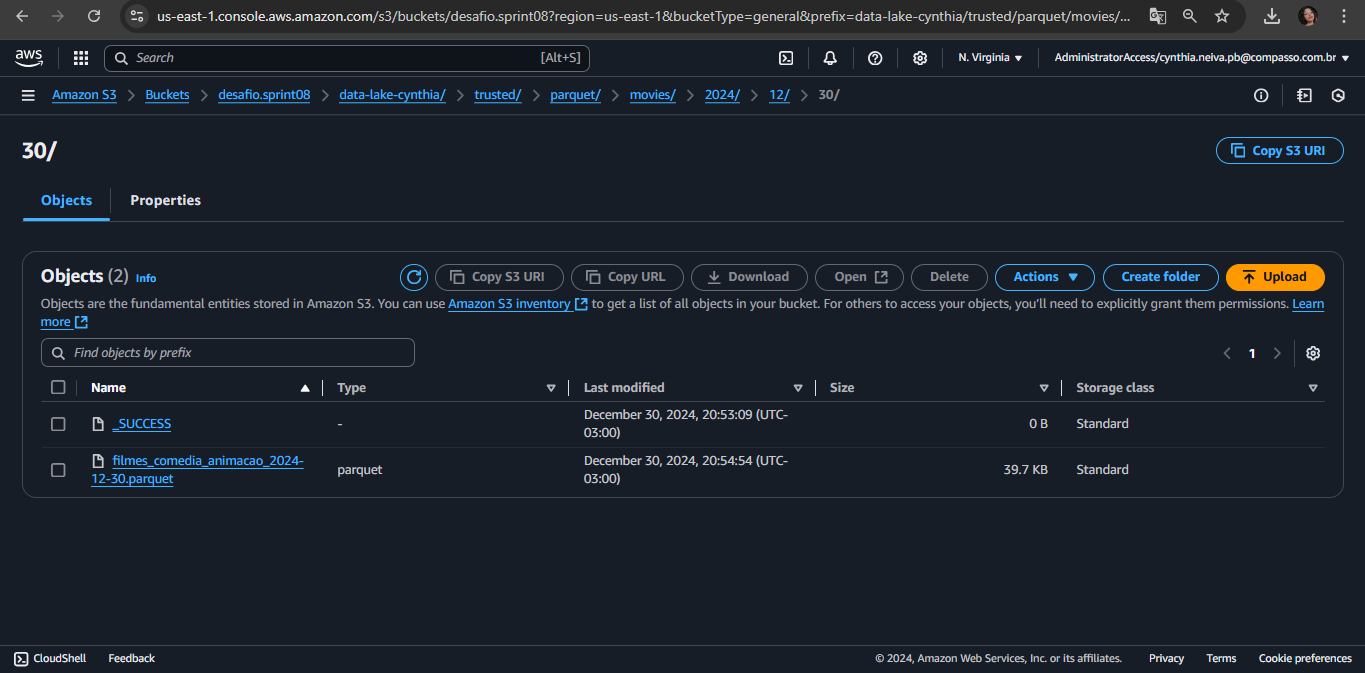 us-east-1.console.aws.amazon.com/s3/buckets/desafio.sprint08?region=us-east-1&bucketType=general&prefix=data-lake-cynthia/trusted/parquet/movies/...
aws Search [Alt+S] N. Virginia ▼ AdministratorAccess/cynthia.neiva.pb@compasso.com.br ▼
Amazon S3 > Buckets > desafio.sprint08 > data-lake-cynthia/ > trusted/ > parquet/ > movies/ > 2024/ > 12/ > 30/
30/ Copy S3 URI
Objects Properties
Objects (2) Info Copy S3 URI Copy URL Download Open Delete Actions ▼ Create folder Upload
Objects are the fundamental entities stored in Amazon S3. You can use Amazon S3 inventory to get a list of all objects in your bucket. For others to access your objects, you'll need to explicitly grant them permissions. Learn
more
Find objects by prefix < 1 >
Name Type Last modified Size Storage class
_SUCCESS - December 30, 2024, 20:53:09 (UTC-
03:00) 0 B Standard
filmes_comedia_animacao_2024-
12-30.parquet parquet December 30, 2024, 20:54:54 (UTC-
03:00) 39.7 KB Standard
CloudShell Feedback © 2024, Amazon Web Services, Inc. or its affiliates. Privacy Terms Cookie preferences